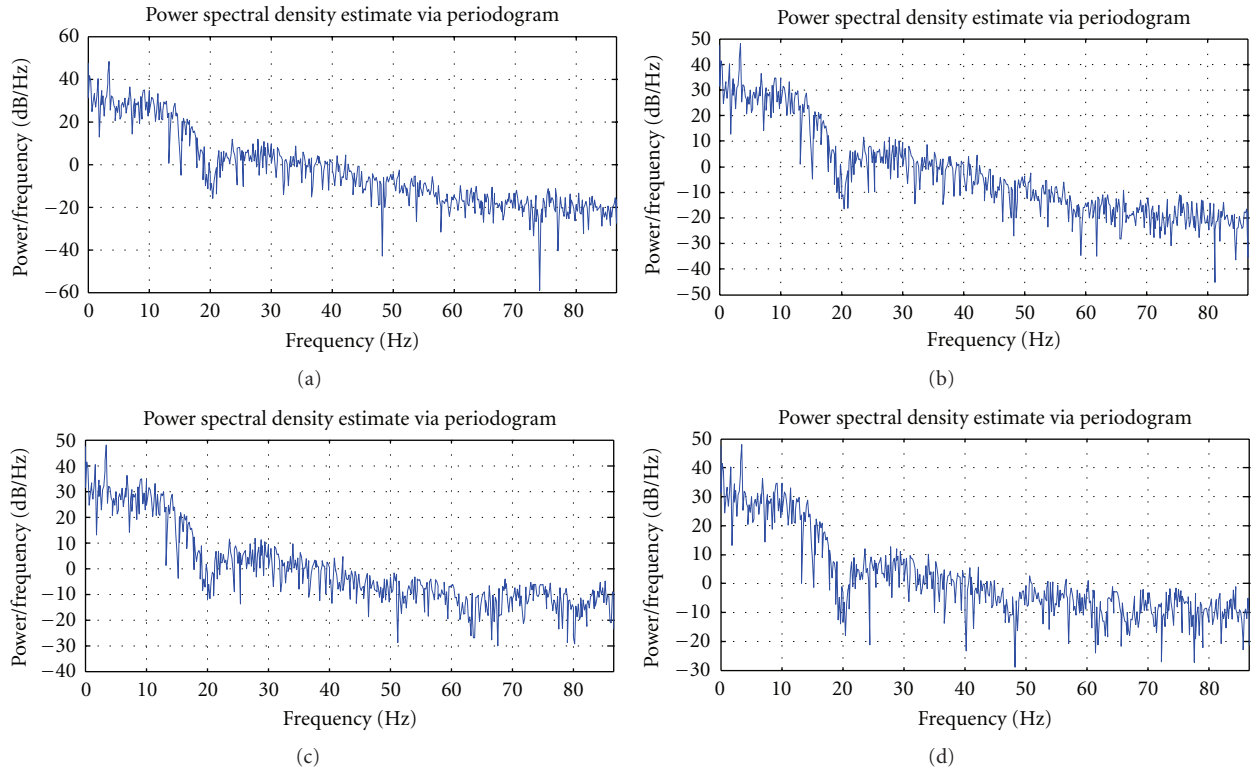 Power spectral density estimate via periodogram
60
40
20
0
−20
−40
−60
Power/frequency (dB/Hz)
0 10 20 30 40 50 60 70 80
Frequency (Hz)
(a)
Power spectral density estimate via periodogram
50
40
30
20
10
0
−10
−20
−30
−40
−50
Power/frequency (dB/Hz)
0 10 20 30 40 50 60 70 80
Frequency (Hz)
(b)
Power spectral density estimate via periodogram
50
40
30
20
10
0
−10
−20
−30
−40
Power/frequency (dB/Hz)
0 10 20 30 40 50 60 70 80
Frequency (Hz)
(c)
Power spectral density estimate via periodogram
50
40
30
20
10
0
−10
−20
−30
Power/frequency (dB/Hz)
0 10 20 30 40 50 60 70 80
Frequency (Hz)
(d)